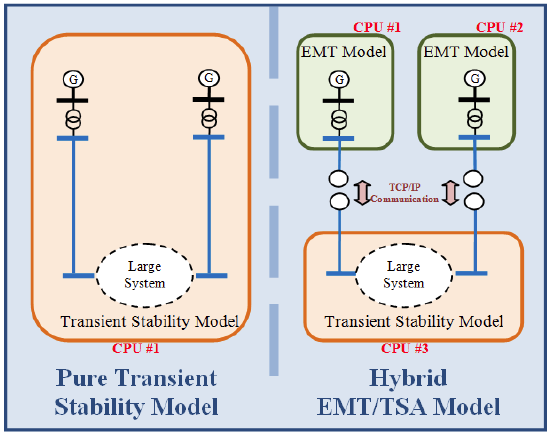 G
G
Large
System
Transient Stability Model
CPU #1
Pure Transient
Stability Model
CPU #1
CPU #2
EMT Model
EMT Model
G
G
TCP/IP
Communication
Large
System
Transient Stability Model
CPU #3
Hybrid
EMT/TSA Model